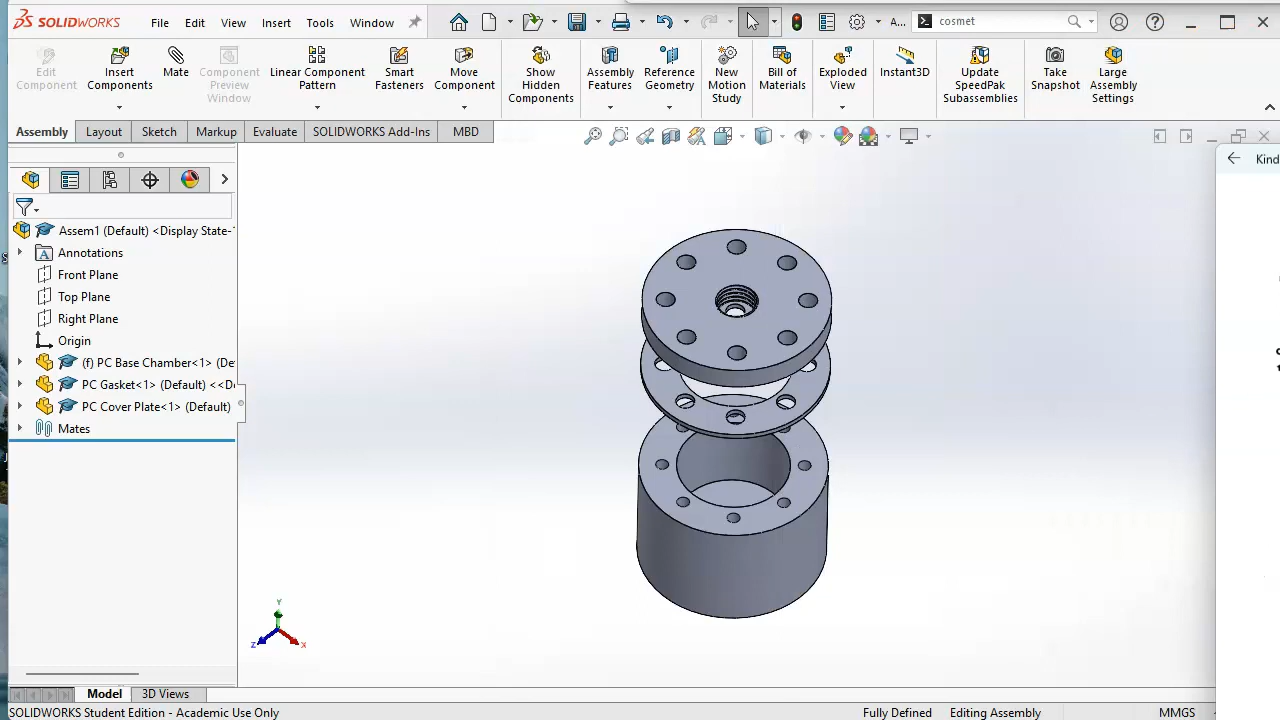 SOLIDWORKS File Edit View Insert Tools Window A... cosmet
Edit Component
Insert Components
Mate
Component Preview Window
Linear Component Pattern
Smart Fasteners
Move Component
Show Hidden Components
Assembly Features
Reference Geometry
New Motion Study
Bill of Materials
Exploded View
Instant3D
Update SpeedPak Subassemblies
Take Snapshot
Large Assembly Settings
Assembly Layout Sketch Markup Evaluate SOLIDWORKS Add-Ins MBD
Kind
Assem1 (Default) <Display State-
Annotations
Front Plane
Top Plane
Right Plane
Origin
(f) PC Base Chamber<1> (De
PC Gasket<1> (Default) <<D
PC Cover Plate<1> (Default)
Mates
Y
Z X
Model 3D Views
SOLIDWORKS Student Edition - Academic Use Only Fully Defined Editing Assembly MMGS